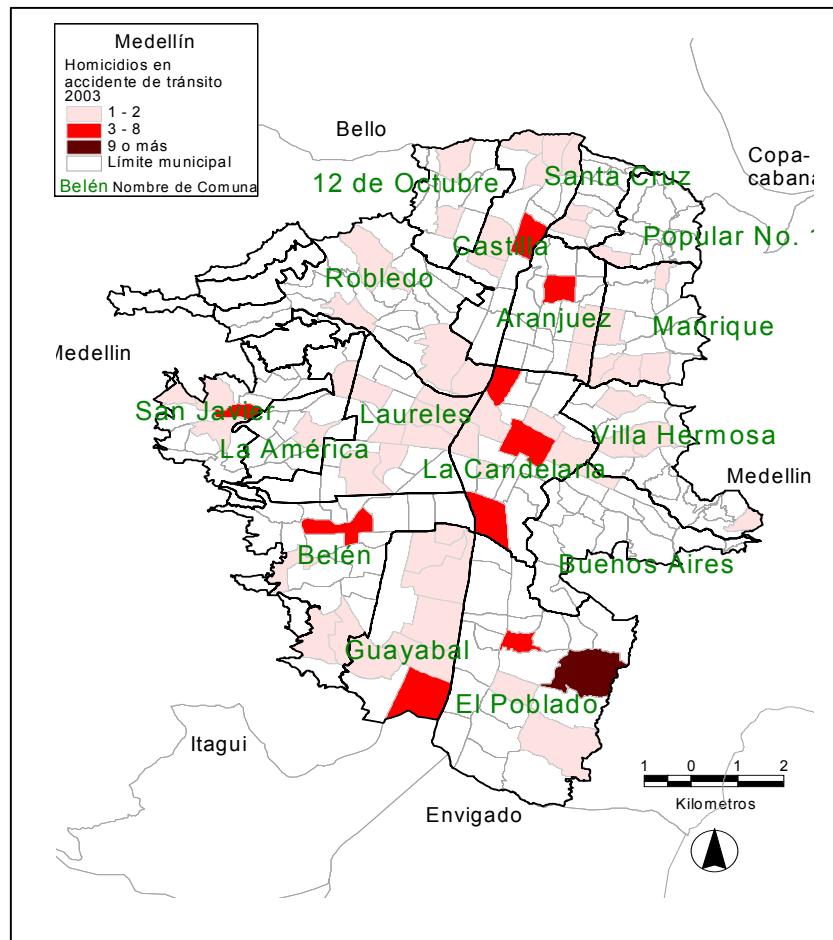 Medellín
Homicidios en
accidente de tránsito
2003
1 - 2
3 - 8
9 o más
Límite municipal
Belén Nombre de Comuna
Bello
Copa-
cabana
12 de Octubre
Santa Cruz
Popular No. 1
Castilla
Robledo
Aranjuez
Manrique
Medellin
San Javier
Laureles
La América
Villa Hermosa
La Candelaria
Medellin
Belén
Buenos Aires
Guayabal
El Poblado
Itagui
1 0 1 2
Kilometros
Envigado